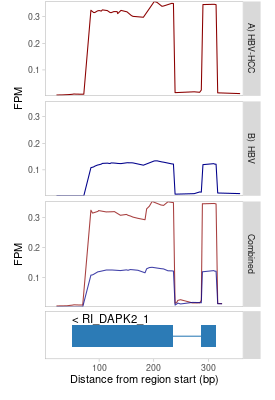 0.3
0.2
0.1
A) HBV-HCC
FPM
0.3
0.2
0.1
B) HBV
0.3
0.2
0.1
Combined
FPM
< RI_DAPK2_1
100 200 300
Distance from region start (bp)